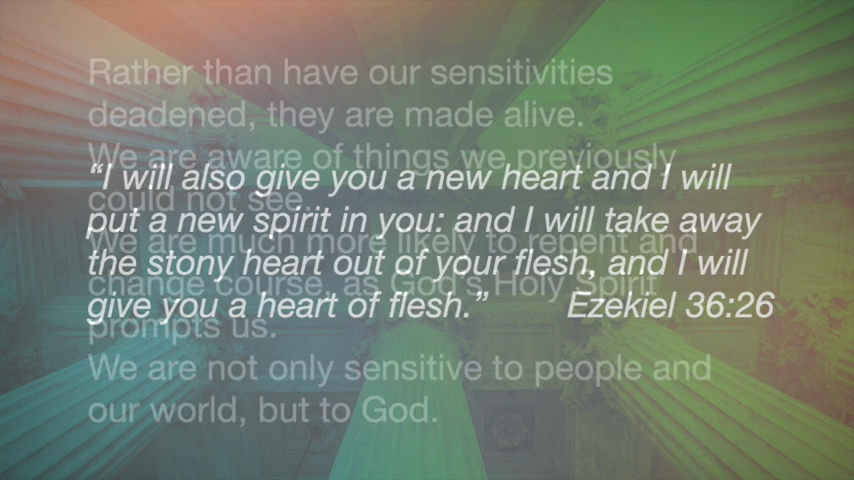 Rather than have our sensitivities
deadened, they are made alive.
We are aware of things we previously
could not see.
We are much more likely to repent and
change course, as God's Holy Spirit
prompts us.
We are not only sensitive to people and
our world, but to God.
“I will also give you a new heart and I will
put a new spirit in you: and I will take away
the stony heart out of your flesh, and I will
give you a heart of flesh.” Ezekiel 36:26